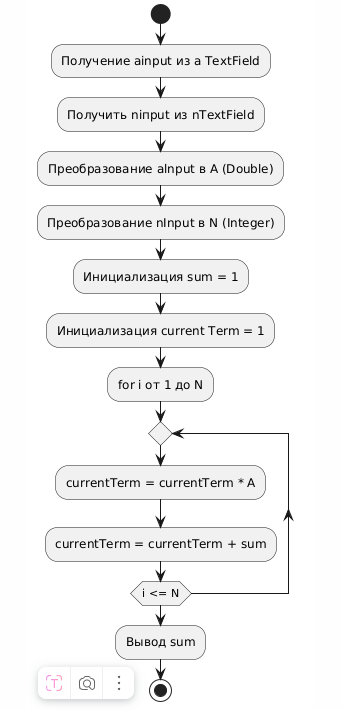 Получение ainput из a TextField
Получить ninput из nTextField
Преобразование aInput в A (Double)
Преобразование nInput в N (Integer)
Инициализация sum = 1
Инициализация current Term = 1
for i от 1 до N
currentTerm = currentTerm * A
currentTerm = currentTerm + sum
i <= N
Вывод sum
T